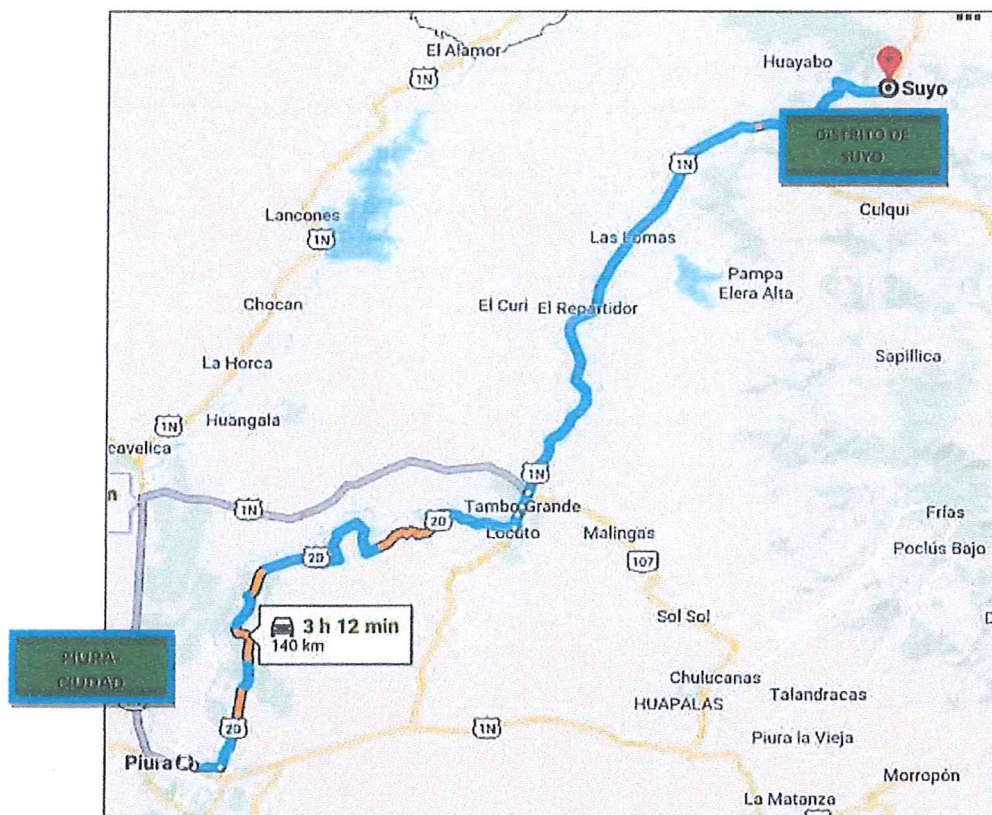 El Alamor
1N
Huayabo
Suyo
DISTRITO DE
SUYO
1N
Lancones
1N
Culqui
Las Lomas
Pampa
Elera Alta
Chocan
El Curi
El Repartidor
La Horca
Sapillica
1N
Huangala
cavelica
1N
n
1N
Tambo Grande
2D
Locuto
Malingas
Frías
Poclús Bajo
2D
107
Sol Sol
D
3 h 12 min
140 km
PIURA-
CIUDAD
Chulucanas
HUAPALAS
Talandracas
2D
1N
Piura la Vieja
Piura
Morropón
La Matanza